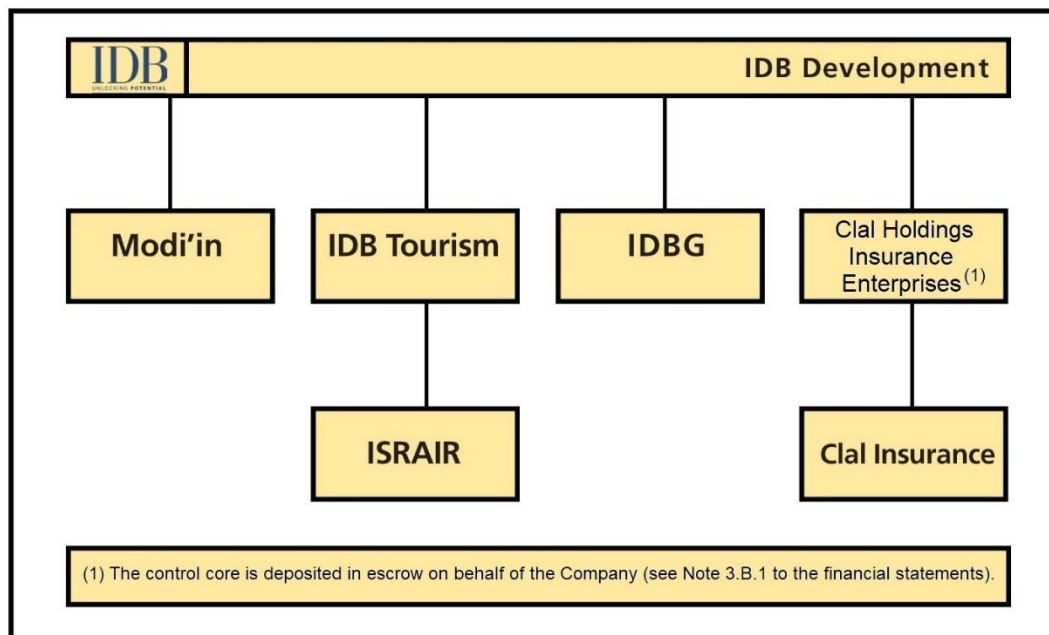 IDB
UNLOCKING POTENTIAL
IDB Development
Modi’in
IDB Tourism
IDBG
Clal Holdings
Insurance
Enterprises(1)
ISRAIR
Clal Insurance
(1) The control core is deposited in escrow on behalf of the Company (see Note 3.B.1 to the financial statements).